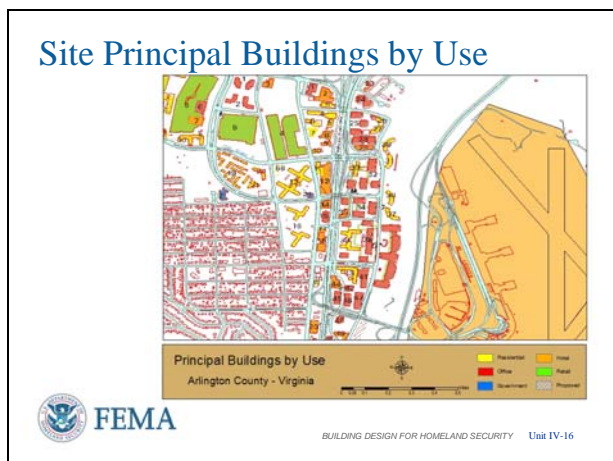 Site Principal Buildings by Use
Principal Buildings by Use
Arlington County - Virginia
Residential
Hotel
Office
Retail
Government
Proposed
FEMA
BUILDING DESIGN FOR HOMELAND SECURITY Unit IV-16